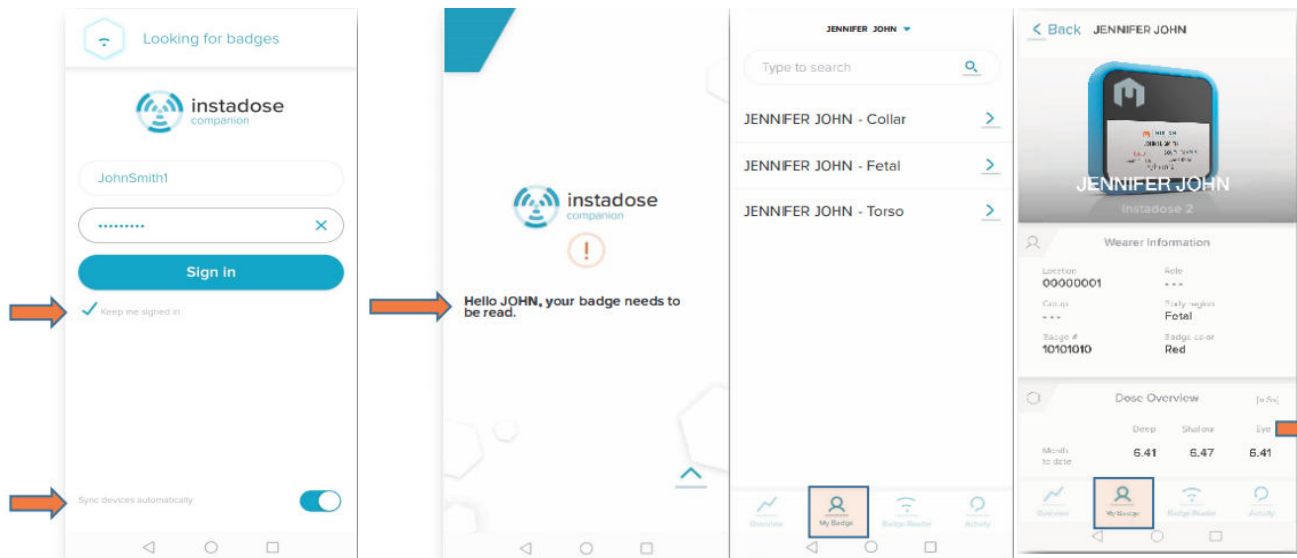 Looking for badges
instadose
companion
JohnSmith1
Sign in
Keep me signed in
Sync devices automatically
instadose
companion
Hello JOHN, your badge needs to
be read.
JENNIFER JOHN
Type to search
JENNIFER JOHN - Collar
JENNIFER JOHN - Fetal
JENNIFER JOHN - Torso
Overview
My Badge
Badge Reader
Activity
Back JENNIFER JOHN
JENNIFER JOHN
Instadose 2
Wearer Information
Location
Role
00000001
---
Group
Body region
---
Fetal
Badge #
Badge color
10101010
Red
Dose Overview
Deep Shallow Eye
Month to date
6.41 6.47 6.41
Overview
My Badge
Badge Reader
Activity